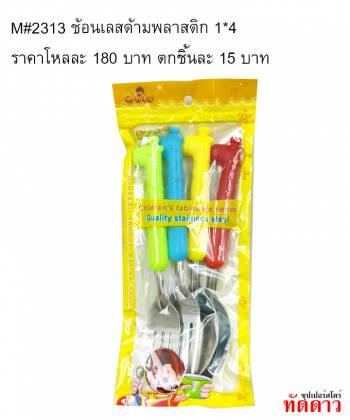 M#2313 ช้อนเลสด้ามพลาสติก 1*4
ราคาโหลละ 180 บาท ตกชิ้นละ 15 บาท
Children's tableware series
Quality stainless steel
ซุปเปอร์สโตร์
ทัดดาว